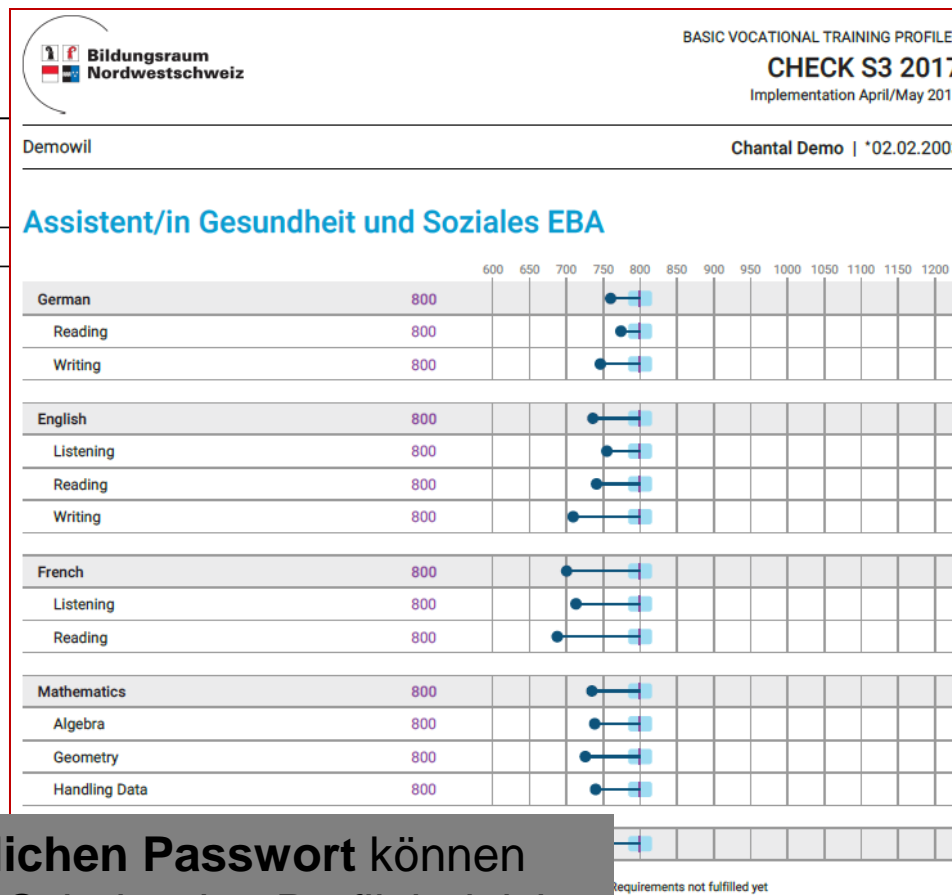 Bildungsraum
Nordwestschweiz
BASIC VOCATIONAL TRAINING PROFILE
CHECK S3 2017
Implementation April/May 201
Demowil
Chantal Demo | *02.02.200
Assistent/in Gesundheit und Soziales EBA
600 650 700 750 800 850 900 950 1000 1050 1100 1150 1200
German 800
Reading 800
Writing 800
English 800
Listening 800
Reading 800
Writing 800
French 800
Listening 800
Reading 800
Mathematics 800
Algebra 800
Geometry 800
Handling Data 800
lichen Passwort können
Requirements not fulfilled yet